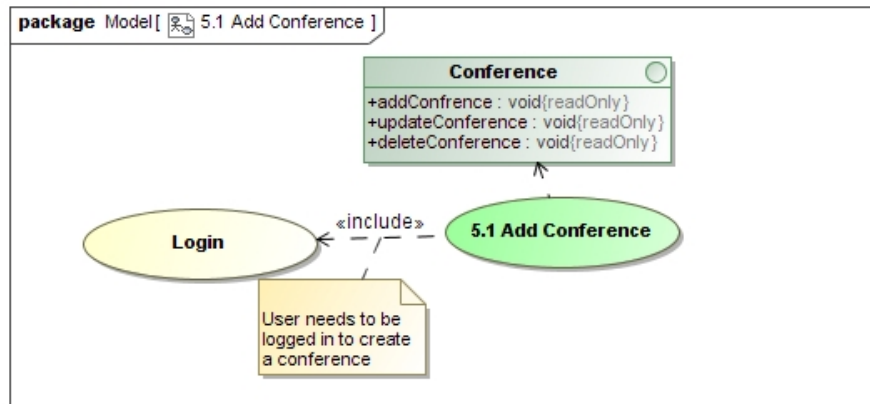 package Model[ 5.1 Add Conference ]
Conference
+addConfrence : void{readOnly}
+updateConference : void{readOnly}
+deleteConference : void{readOnly}
«include»
5.1 Add Conference
Login
User needs to be
logged in to create
a conference